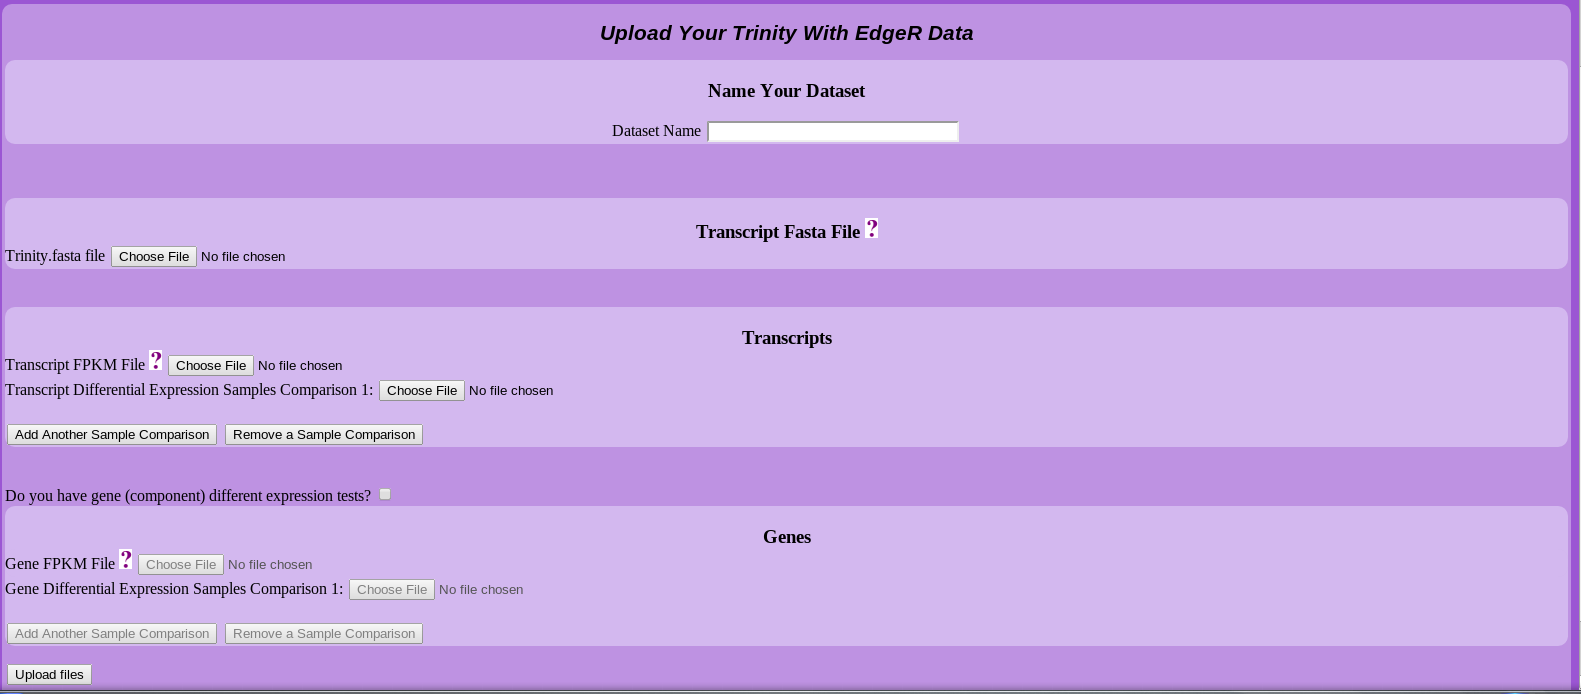 Upload Your Trinity With EdgeR Data
Name Your Dataset
Dataset Name
Transcript Fasta File ?
Trinity.fasta file Choose File No file chosen
Transcripts
Transcript FPKM File ? Choose File No file chosen
Transcript Differential Expression Samples Comparison 1: Choose File No file chosen
Add Another Sample Comparison Remove a Sample Comparison
Do you have gene (component) different expression tests?
Genes
Gene FPKM File ? Choose File No file chosen
Gene Differential Expression Samples Comparison 1: Choose File No file chosen
Add Another Sample Comparison Remove a Sample Comparison
Upload files